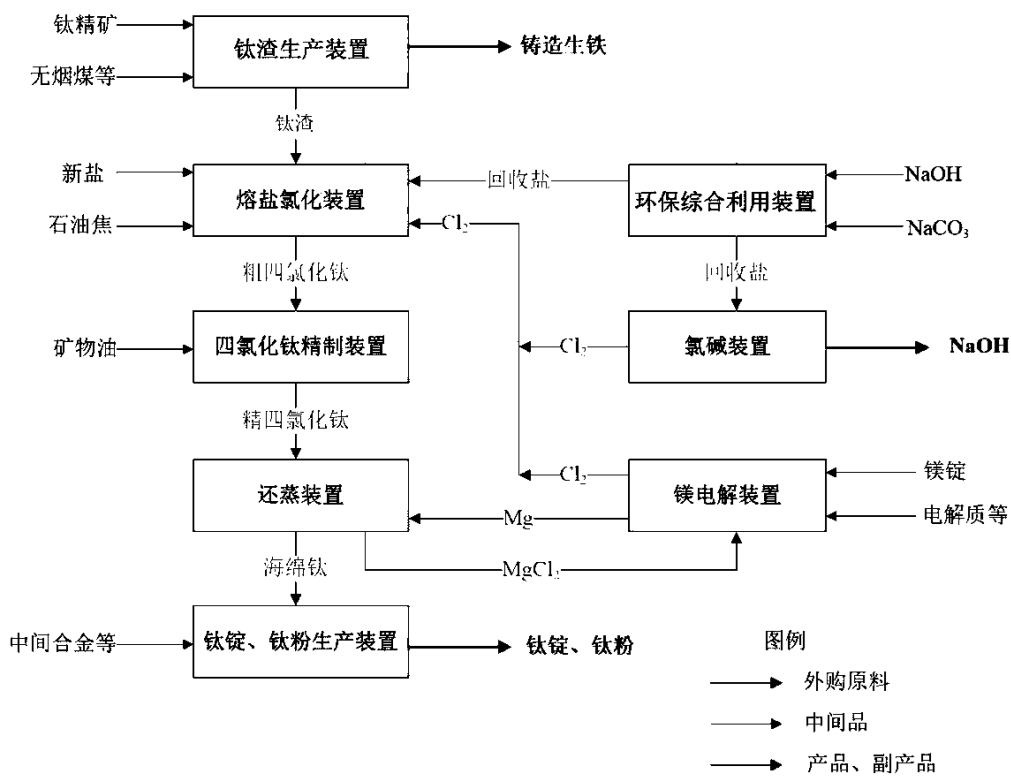 钛精矿
钛渣生产装置
铸造生铁
无烟煤等
钛渣
新盐
熔盐氯化装置
回收盐
环保综合利用装置
NaOH
石油焦
Cl₂
NaCO₃
粗四氯化钛
回收盐
矿物油
四氯化钛精制装置
Cl₂
氯碱装置
NaOH
精四氯化钛
还蒸装置
Cl₂
镁电解装置
镁锭
Mg
电解质等
海绵钛
MgCl₂
中间合金等
钛锭、钛粉生产装置
钛锭、钛粉
图例
外购原料
中间品
产品、副产品